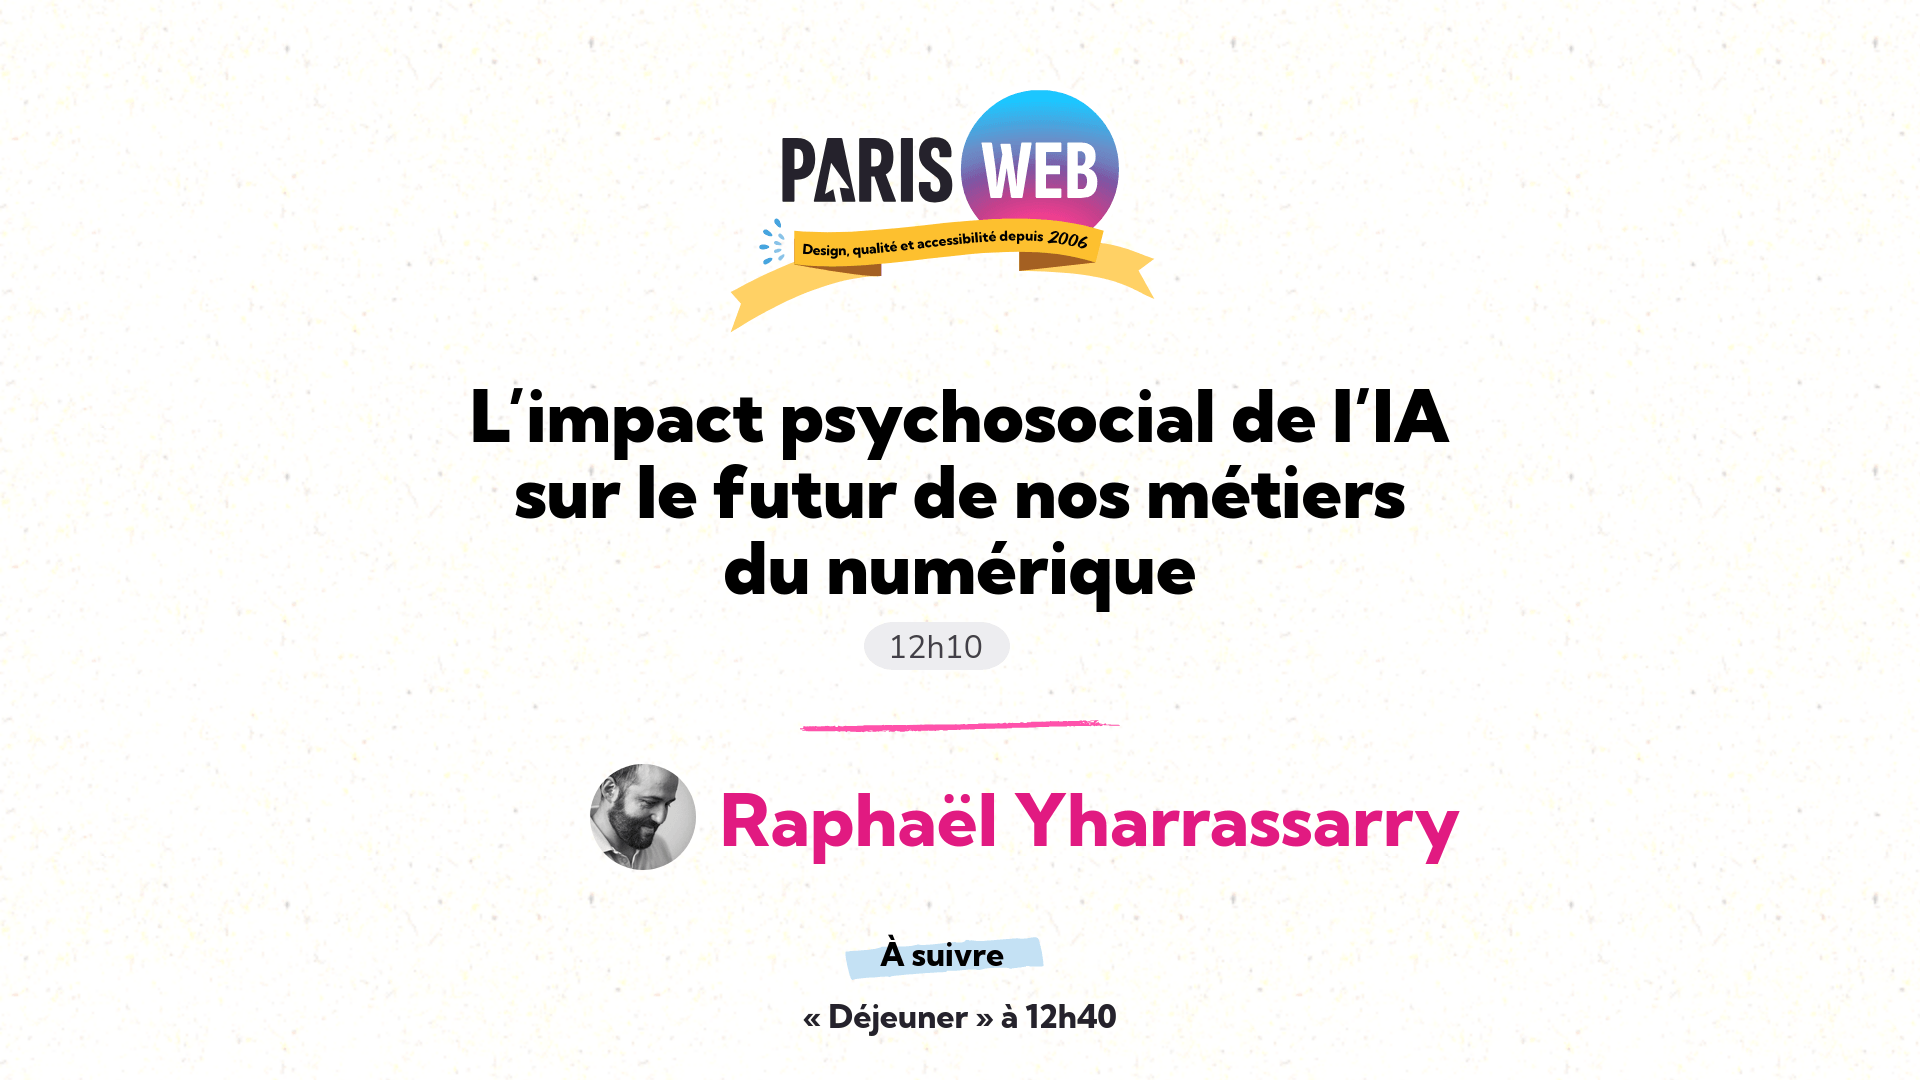 PARIS WEB
Design, qualité et accessibilité depuis 2006
L’impact psychosocial de l’IA
sur le futur de nos métiers
du numérique
12h10
Raphaël Yharrassarry
À suivre
« Déjeuner » à 12h40